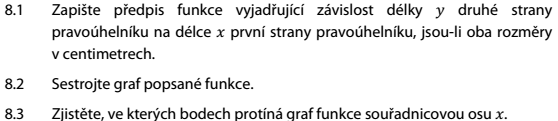 8.1 Zapište předpis funkce vyjadřující závislost délky y druhé strany
pravoúhelníku na délce x první strany pravoúhelníku, jsou-li oba rozměry
v centimetrech.
8.2 Sestrojte graf popsané funkce.
8.3 Zjistěte, ve kterých bodech protíná graf funkce souřadnicovou osu x.